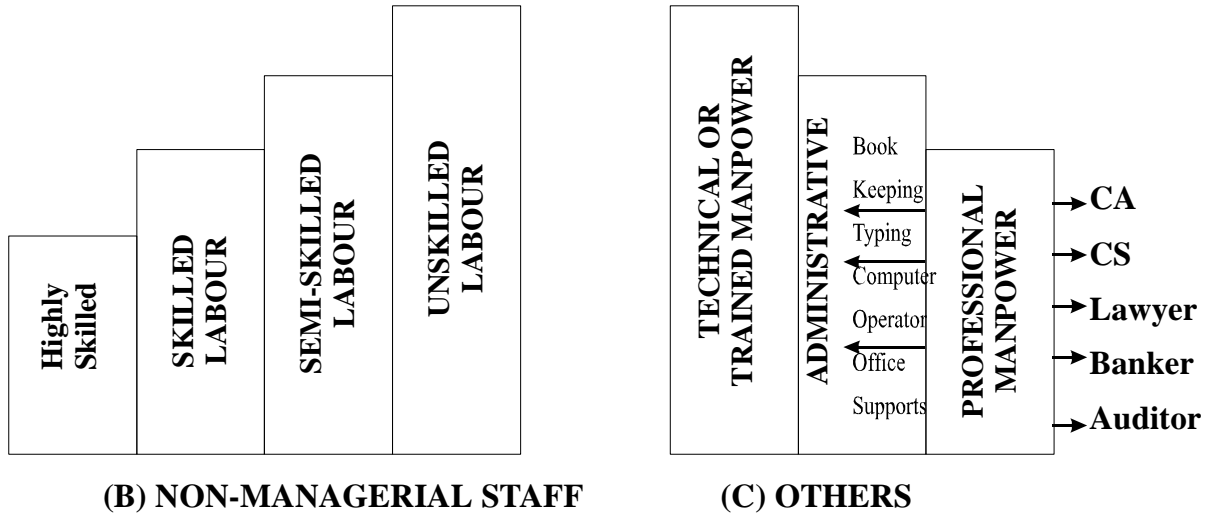 Highly
Skilled
SKILLED
LABOUR
SEMI-SKILLED
LABOUR
UNSKILLED
LABOUR
(B) NON-MANAGERIAL STAFF
TECHNICAL OR
TRAINED MANPOWER
ADMINISTRATIVE
Book
Keeping
Typing
Computer
Operator
Office
Supports
PROFESSIONAL
MANPOWER
CA
CS
Lawyer
Banker
Auditor
(C) OTHERS